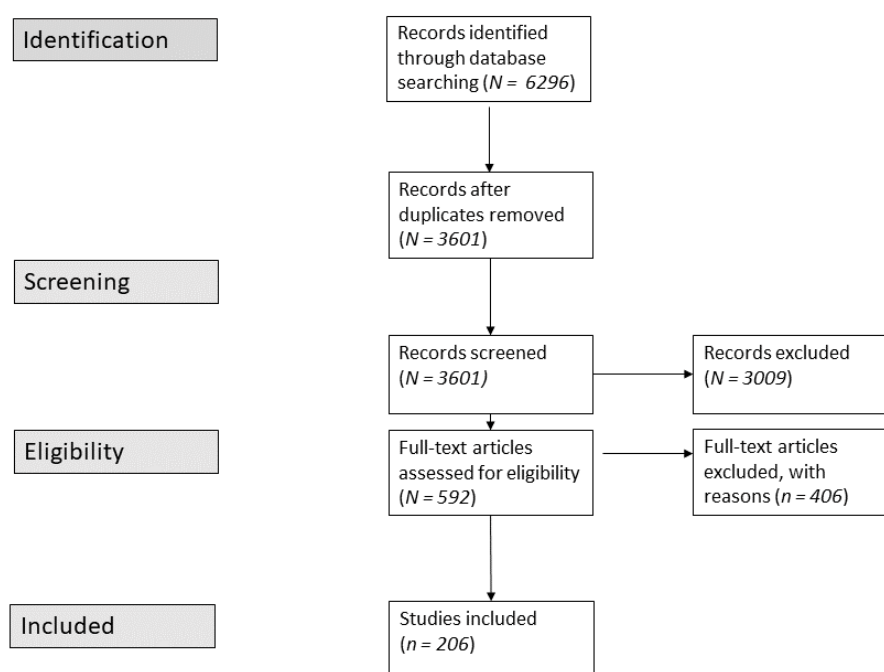 Identification
Records identified
through database
searching (N = 6296)
Records after
duplicates removed
(N = 3601)
Screening
Records screened
(N = 3601)
Records excluded
(N = 3009)
Eligibility
Full-text articles
assessed for eligibility
(N = 592)
Full-text articles
excluded, with
reasons (n = 406)
Included
Studies included
(n = 206)